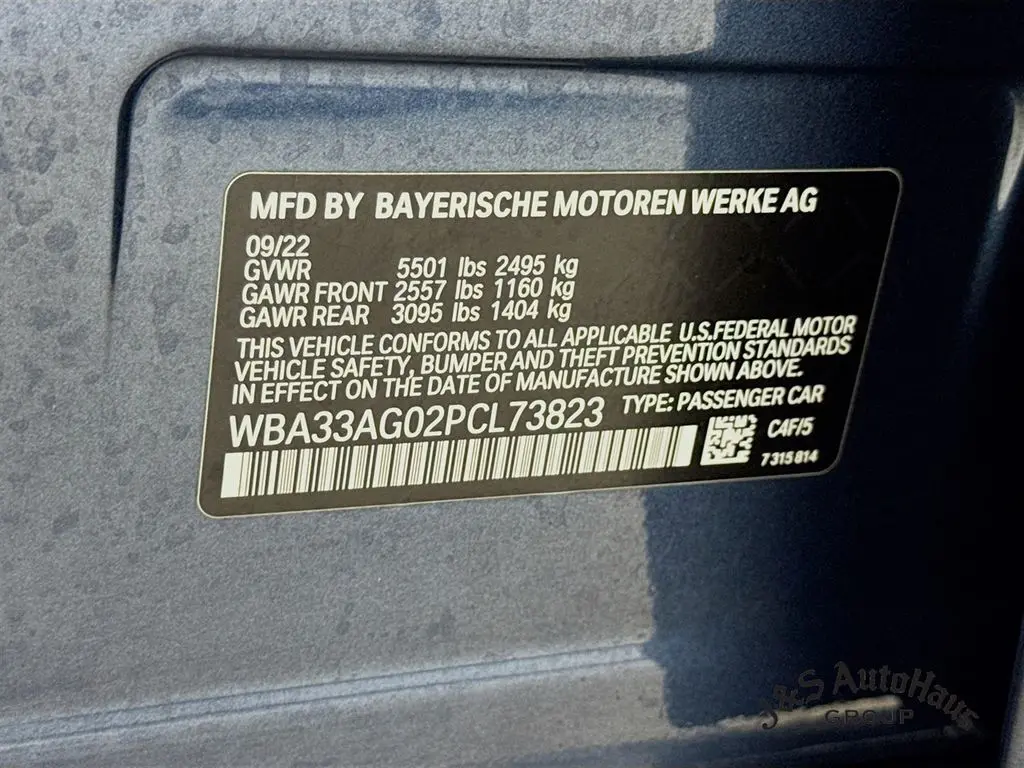 MFD BY BAYERISCHE MOTOREN WERKE AG
09/22
GVWR 5501 lbs 2495 kg
GAWR FRONT 2557 lbs 1160 kg
GAWR REAR 3095 lbs 1404 kg
THIS VEHICLE CONFORMS TO ALL APPLICABLE U.S.FEDERAL MOTOR
VEHICLE SAFETY, BUMPER AND THEFT PREVENTION STANDARDS
IN EFFECT ON THE DATE OF MANUFACTURE SHOWN ABOVE.
WBA33AG02PCL73823 TYPE: PASSENGER CAR
C4F/5
7315814
J&S AutoHaus
GROUP